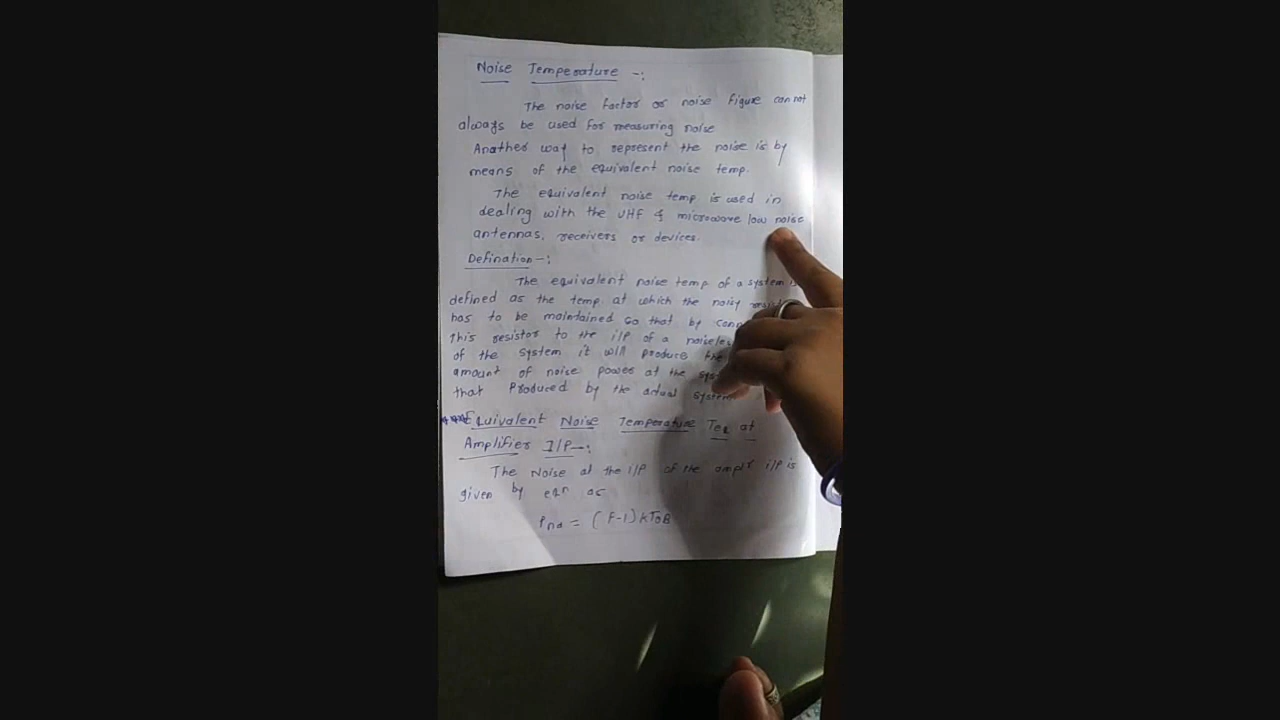 Noise Temperature -:
The noise factor or noise figure can not
always be used for measuring noise
Another way to represent the noise is by
means of the equivalent noise temp.
The equivalent noise temp is used in
dealing with the UHF & microwave low noise
antennas, receivers or devices.
Defination -:
The equivalent noise temp. of a system is
defined as the temp. at which the noisy
has to be maintained so that by
This resistor to the i/p of a
of the system it will produce the
amount of noise power at the
that Produced by the actual system
*** Equivalent Noise Temperature Teq at
Amplifier I/P -:
The Noise at the I/P of the amplr i/p is
given by eqn as
Pna = (F-1) kToB